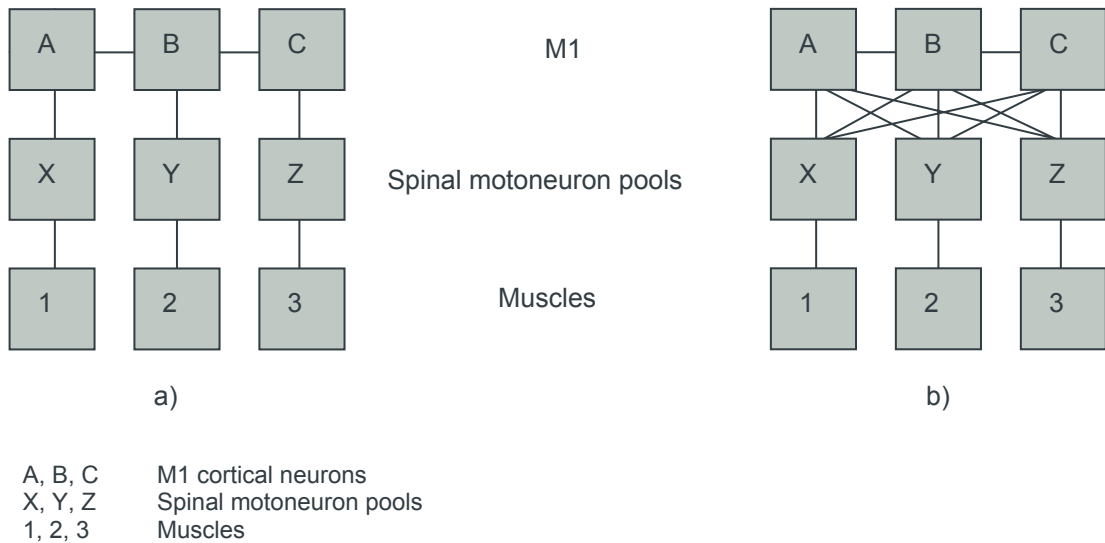 A B C M1 A B C
X Y Z Spinal motoneuron pools X Y Z
1 2 3 Muscles 1 2 3
a) b)
A, B, C M1 cortical neurons
X, Y, Z Spinal motoneuron pools
1, 2, 3 Muscles